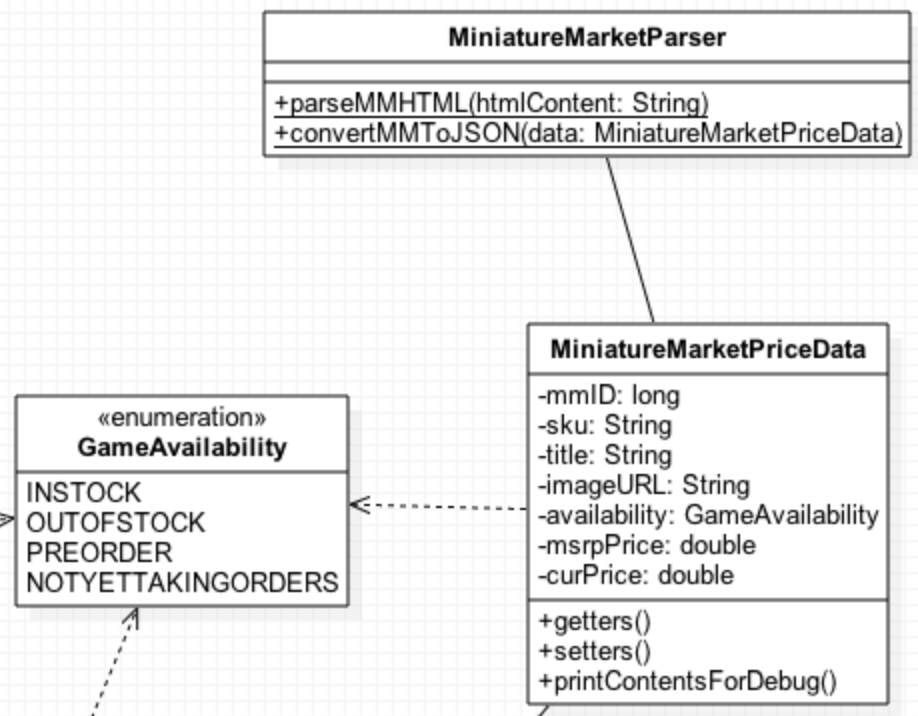 MiniatureMarketParser
+parseMMHTML(htmlContent: String)
+convertMMToJSON(data: MiniatureMarketPriceData)
MiniatureMarketPriceData
-mmID: long
-sku: String
-title: String
-imageURL: String
-availability: GameAvailability
-msrpPrice: double
-curPrice: double
+getters()
+setters()
+printContentsForDebug()
«enumeration»
GameAvailability
INSTOCK
OUTOFSTOCK
PREORDER
NOTYETTAKINGORDERS